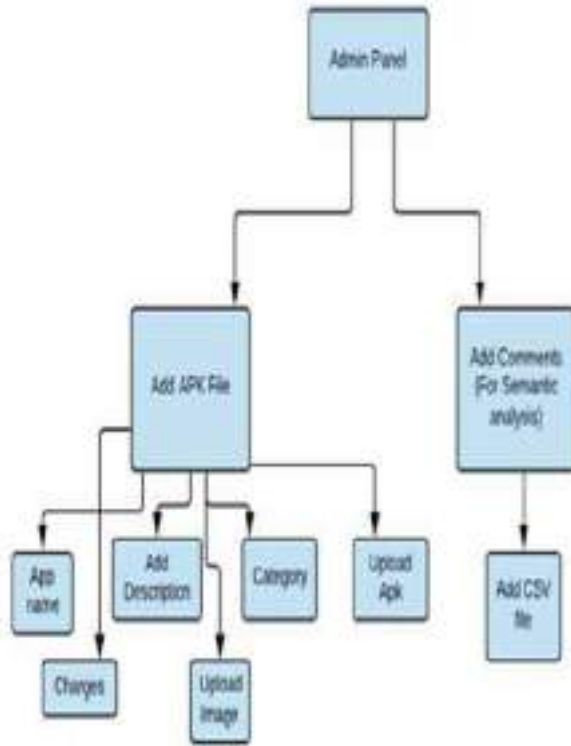 Admin Panel
Add APK File
Add Comments
(For Semantic
analysis)
App
name
Add
Description
Category
Upload
Apk
Add CSV
file
Charges
Upload
Image